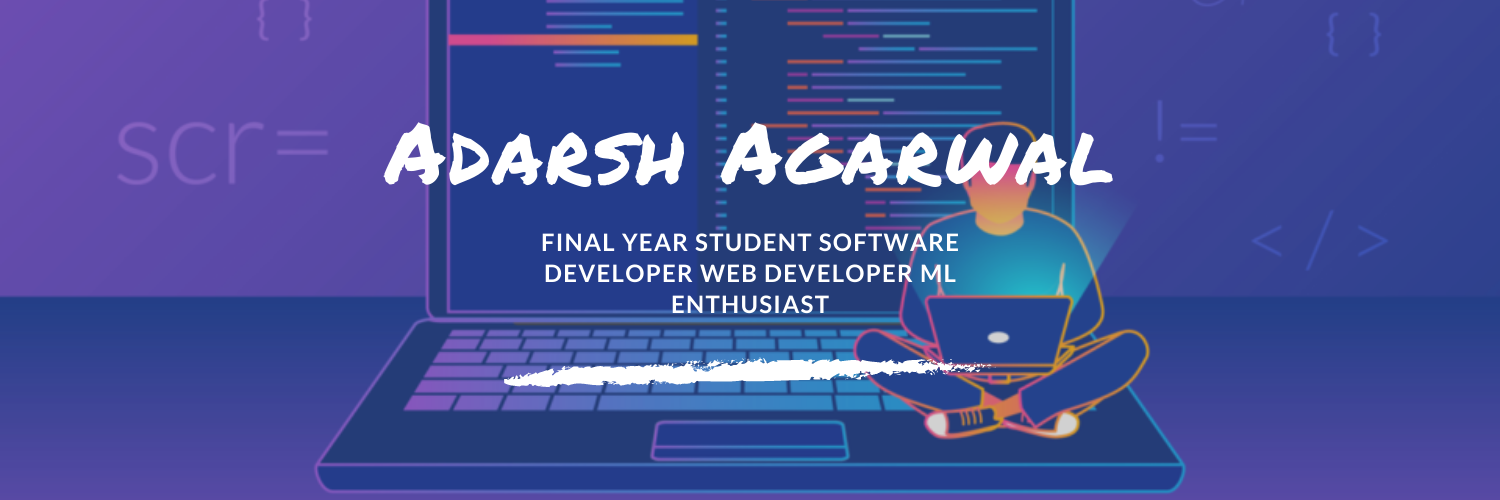 { }
{ }
scr=
!=
Adarsh Agarwal
</>
FINAL YEAR STUDENT SOFTWARE
DEVELOPER WEB DEVELOPER ML
ENTHUSIAST